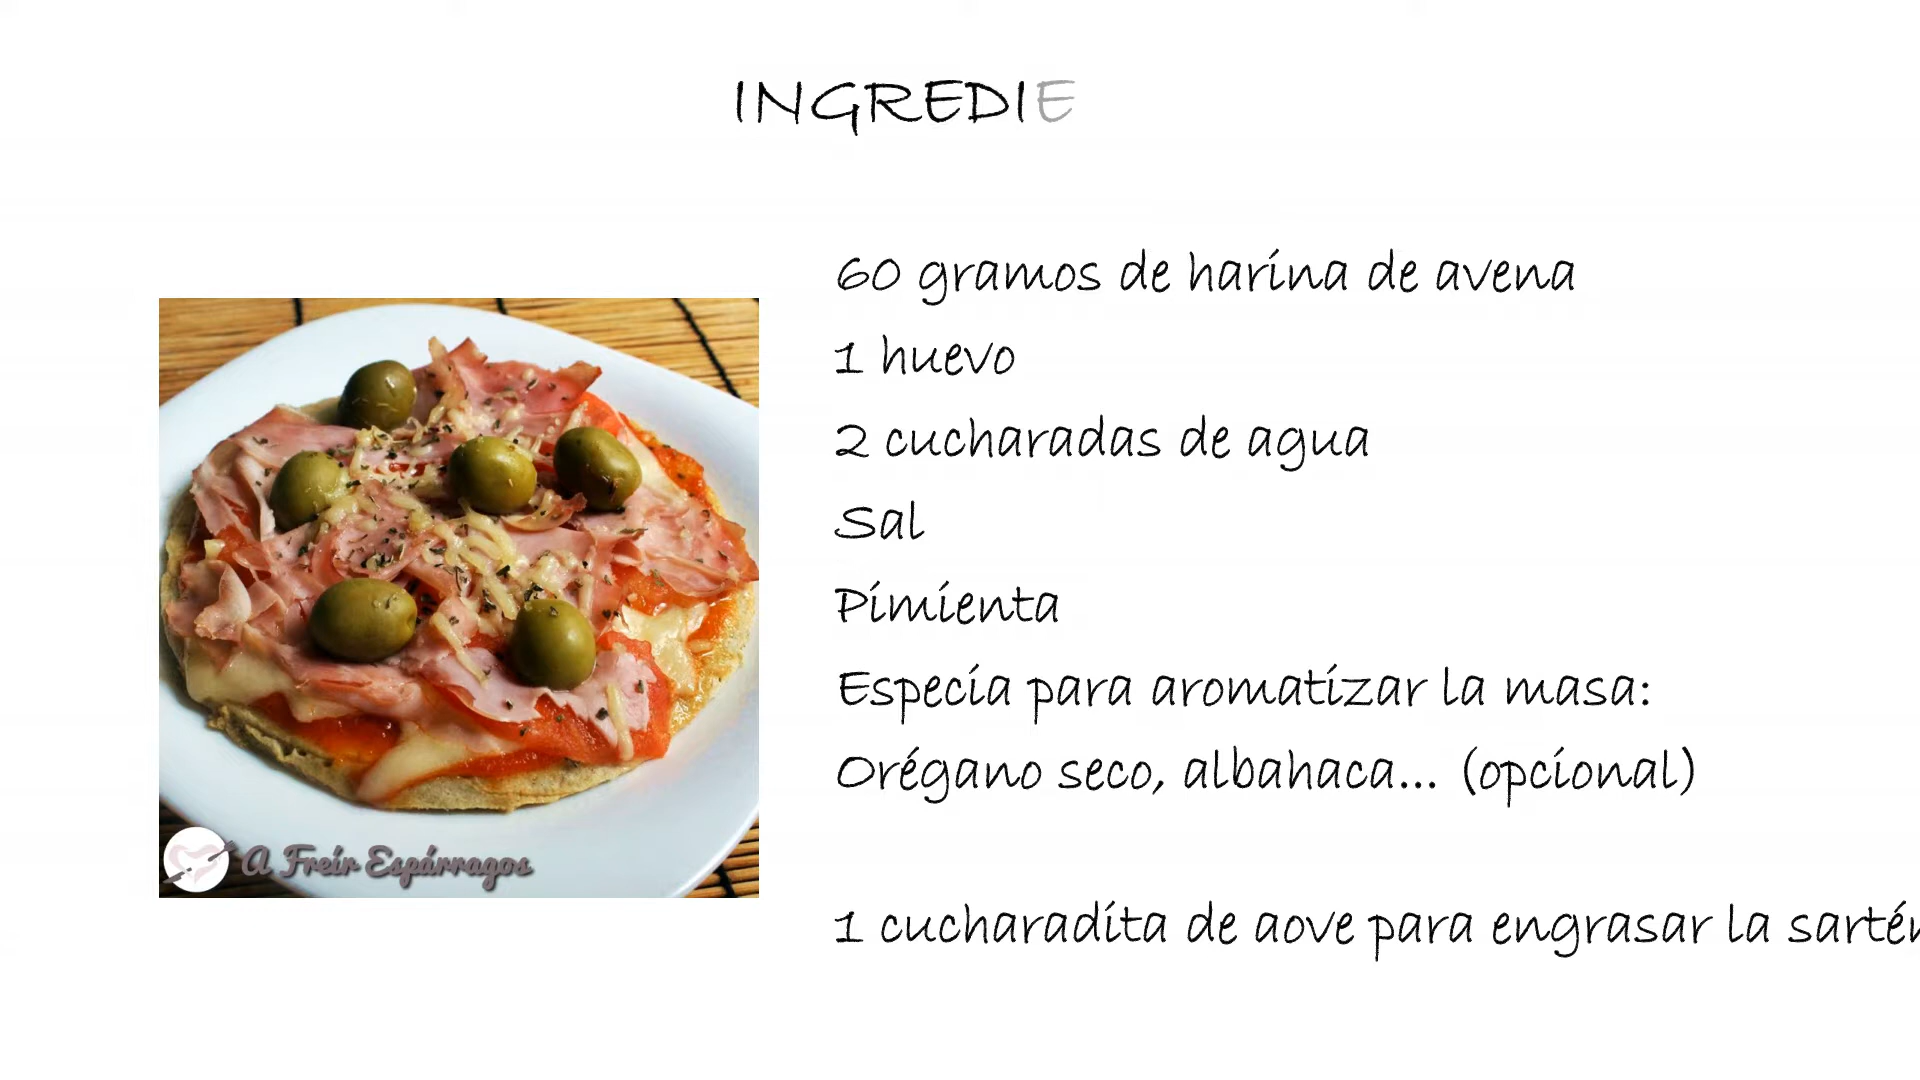 INGREDIE
60 gramos de harina de avena
1 huevo
2 cucharadas de agua
Sal
Pimienta
Especia para aromatizar la masa:
Orégano seco, albahaca... (opcional)
A Freír Espárragos
1 cucharadita de aove para engrasar la sartén